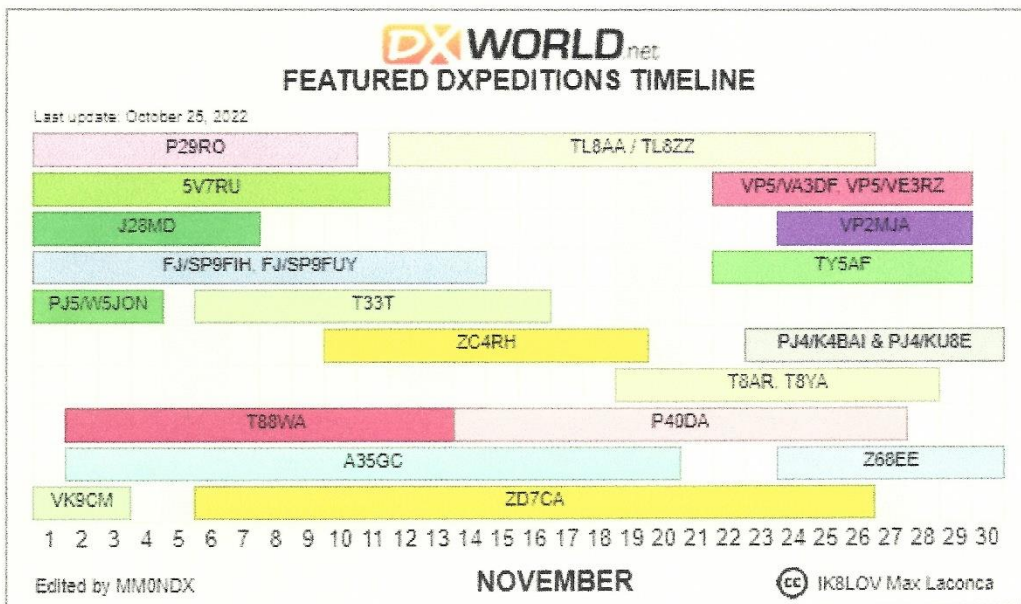 DX WORLD.net
FEATURED DXPEDITIONS TIMELINE
Last update: October 25, 2022
P29RO TL8AA / TL8ZZ
5V7RU VP5/VA3DF, VP5/VE3RZ
J28MD VP2MJA
FJ/SP9FIH, FJ/SP9FUY TY5AF
PJ5/W5JON T33T
ZC4RH PJ4/K4BAI & PJ4/KU8E
T8AR, T8YA
T88WA P40DA
A35GC Z68EE
VK9CM ZD7CA
1 2 3 4 5 6 7 8 9 10 11 12 13 14 15 16 17 18 19 20 21 22 23 24 25 26 27 28 29 30
Edited by MM0NDX NOVEMBER cc IK8LOV Max Laconca